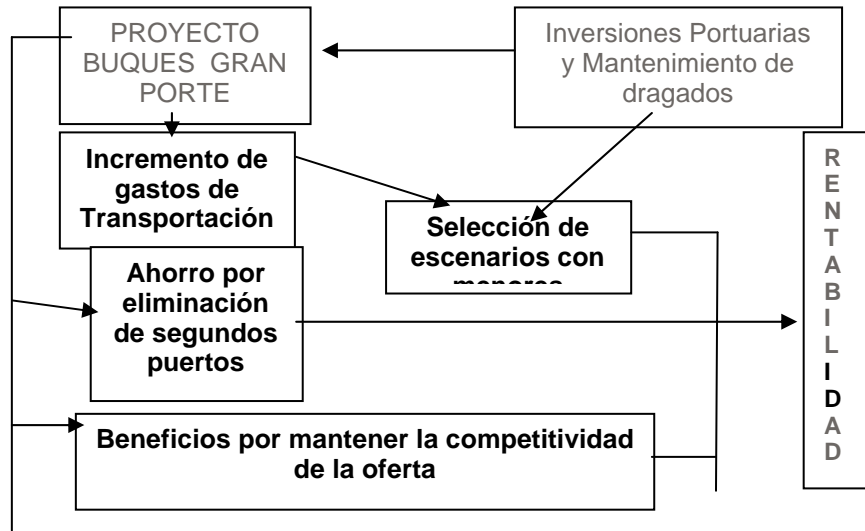 PROYECTO
BUQUES GRAN
PORTE
Inversiones Portuarias
y Mantenimiento de
dragados
Incremento de
gastos de
Transportación
Selección de
escenarios con
menores
Ahorro por
eliminación
de segundos
puertos
Beneficios por mantener la competitividad
de la oferta
R
E
N
T
A
B
I
L
I
D
A
D